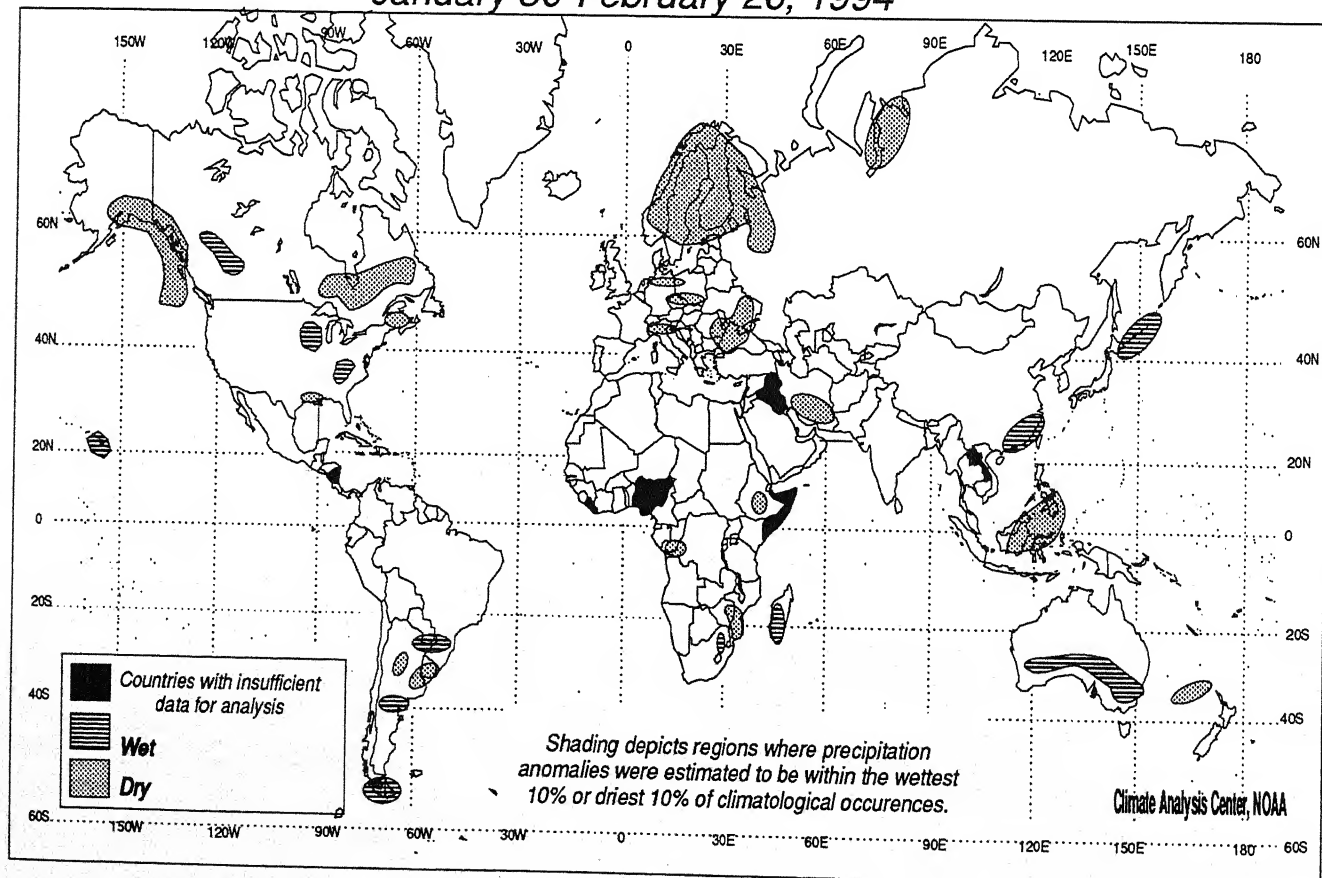 January 30-February 26, 1994
150W 120W 90W 60W 30W 0 30E 60E 90E 120E 150E 180
60N 60N
40N 40N
20N 20N
0 0
20S 20S
40S 40S
60S 60S
Countries with insufficient
data for analysis
Wet
Dry
Shading depicts regions where precipitation
anomalies were estimated to be within the wettest
10% or driest 10% of climatological occurences.
Climate Analysis Center, NOAA
150W 120W 90W 60W 30W 0 30E 60E 90E 120E 150E 180